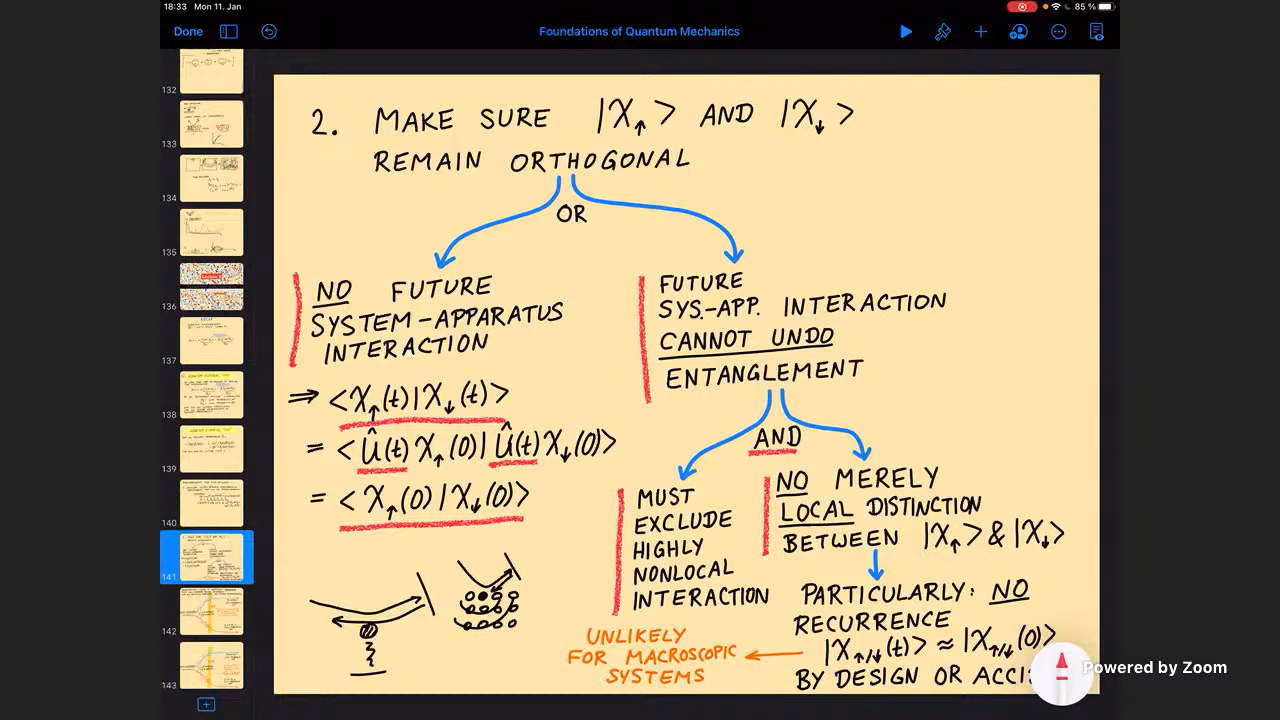 18:33 Mon 11. Jan
85 %
Done
Foundations of Quantum Mechanics
132
133
134
135
136
137
138
139
140
141
142
143
2. MAKE SURE |χ↑> AND |χ↓>
REMAIN ORTHOGONAL
OR
NO FUTURE
SYSTEM-APPARATUS
INTERACTION
⇒ <χ↑(t)|χ↓(t)>
= <Û(t)χ↑(0)|Û(t)χ↓(0)>
= <χ↑(0)|χ↓(0)>
FUTURE
SYS.-APP. INTERACTION
CANNOT UNDO
ENTANGLEMENT
AND
MUST
EXCLUDE
HIGHLY
NONLOCAL
INTERACTION
NO MERELY
LOCAL DISTINCTION
BETWEEN |χ↑> & |χ↓>
PARTICULARLY: NO
RECURRENCE
|χ↑/↓(t)> ≈ |χ↑/↓(0)>
BY DESIGN OR ACCI
UNLIKELY
FOR MACROSCOPIC
SYSTEMS
Powered by Zoom